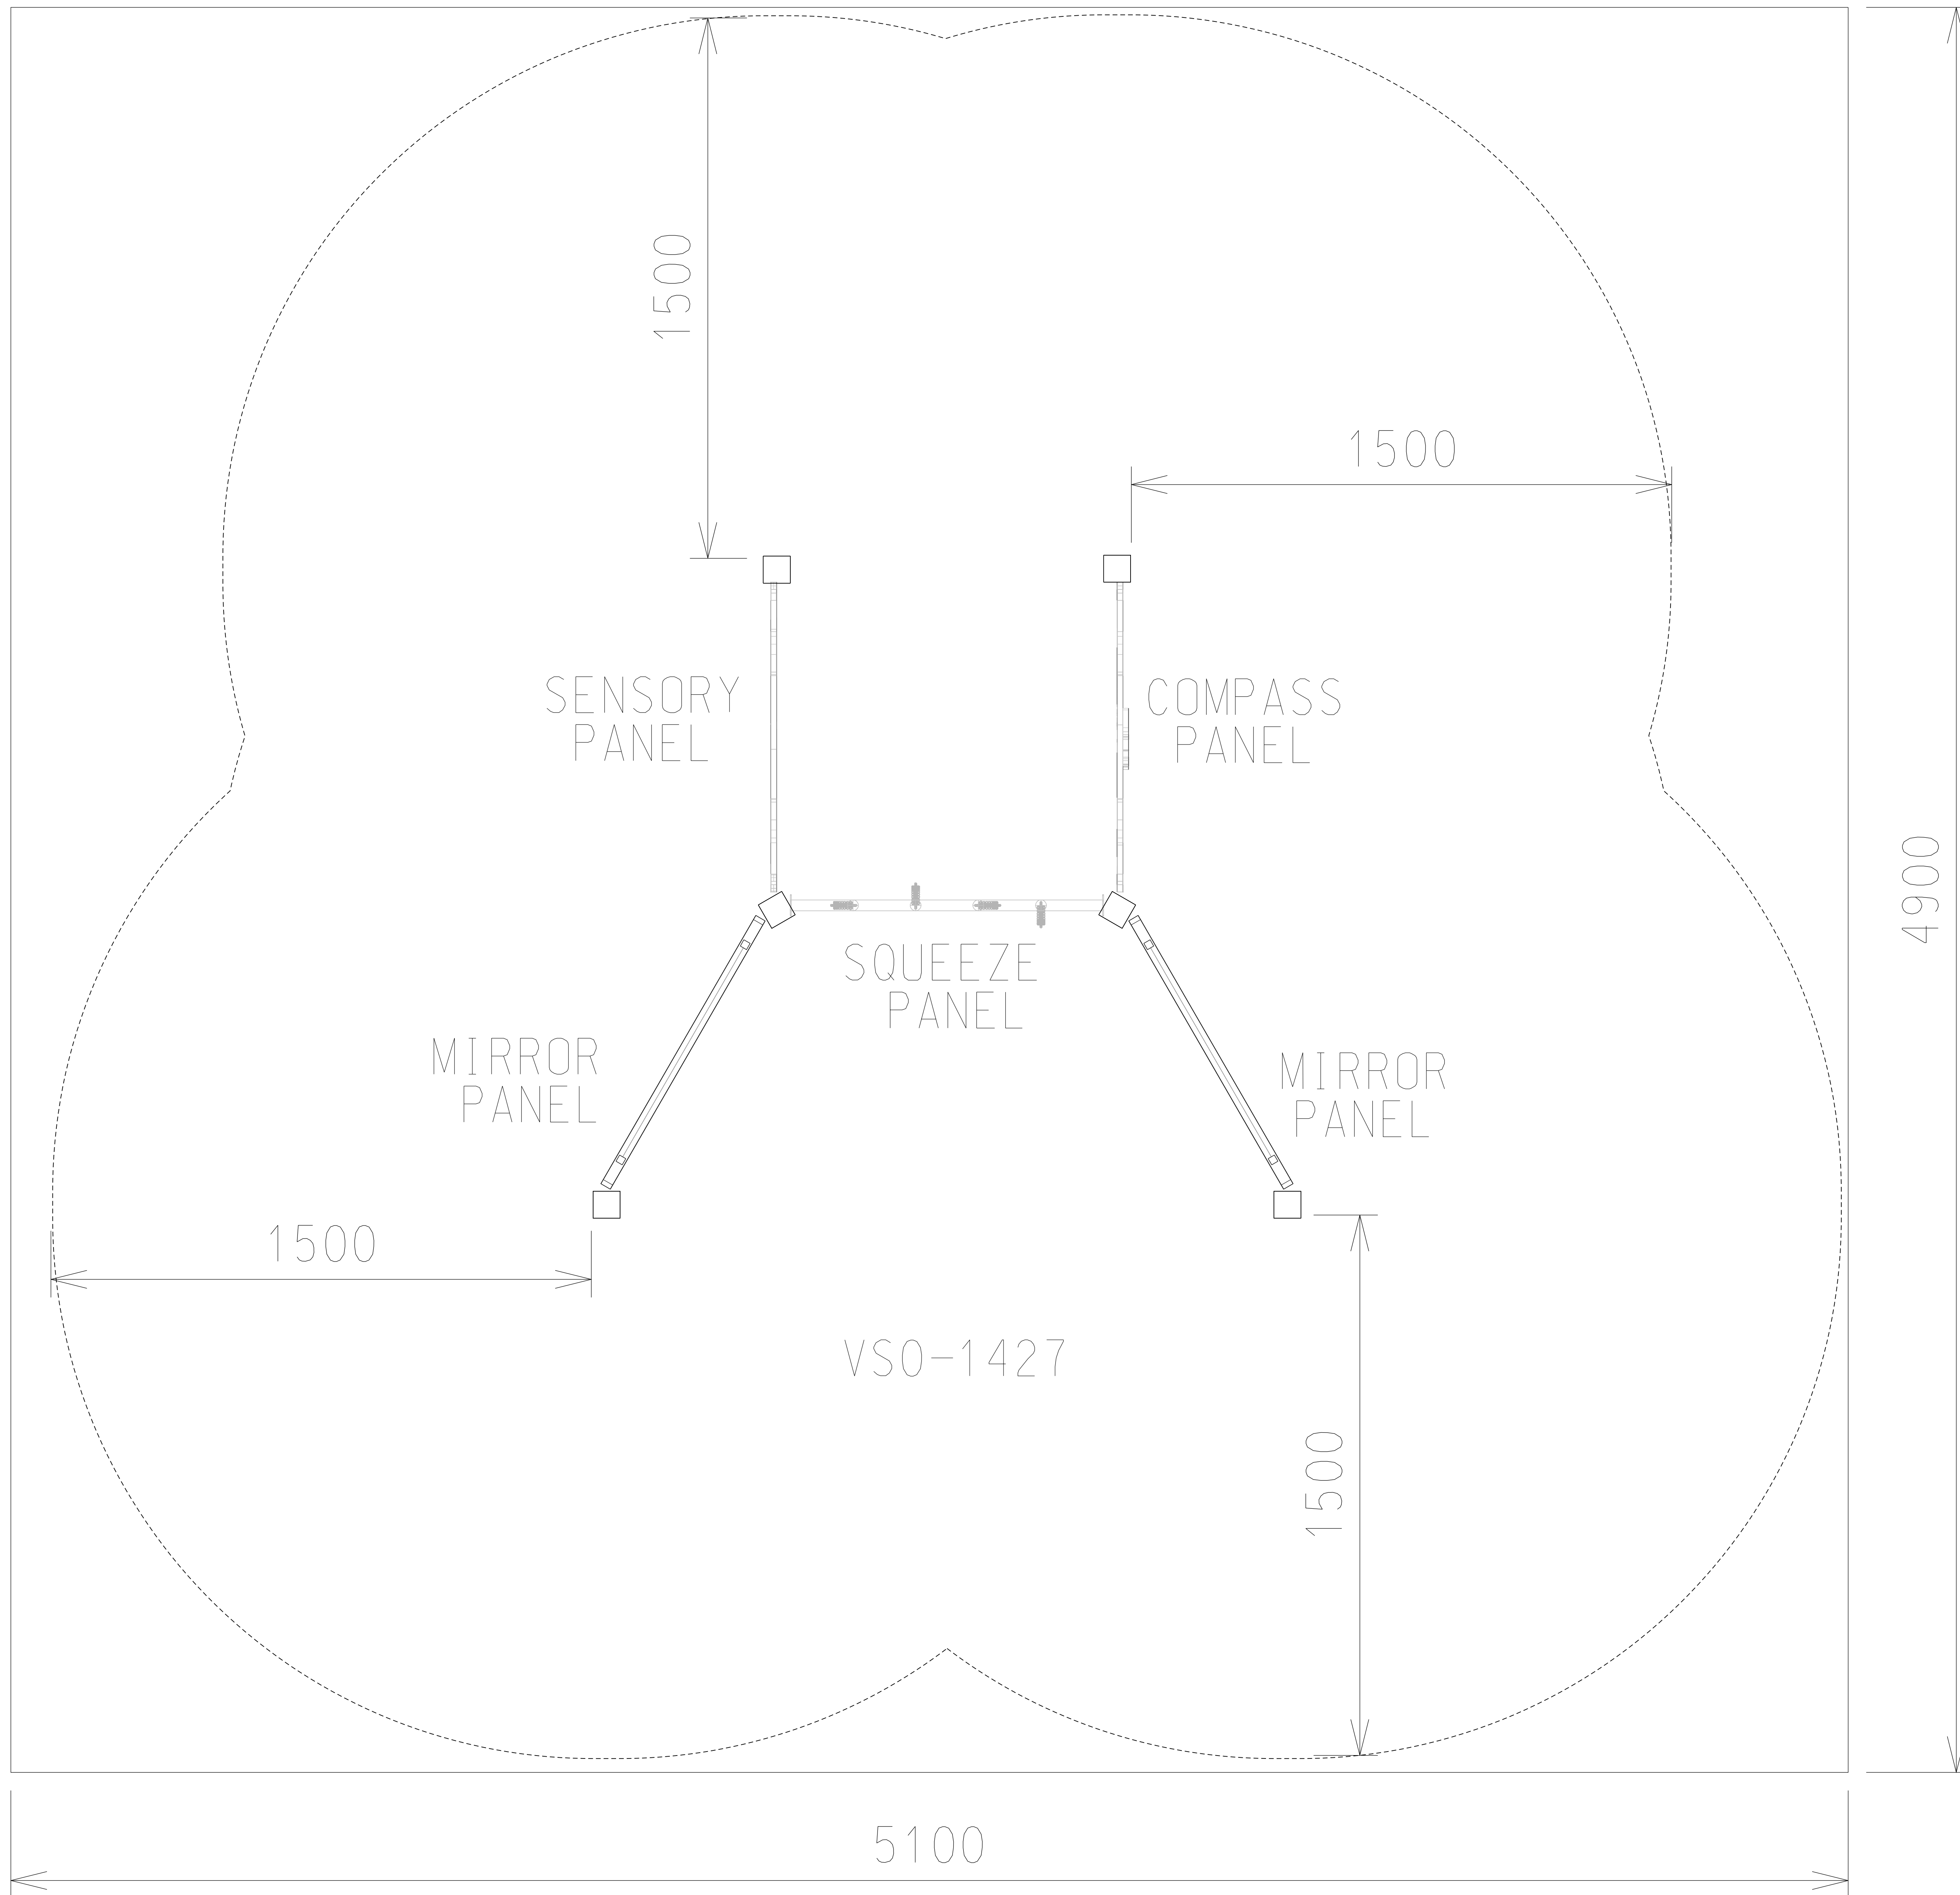 1500
1500
SENSORY
PANEL
COMPASS
PANEL
4900
SQUEEZE
PANEL
MIRROR
PANEL
MIRROR
PANEL
1500
VSO-1427
1500
5100